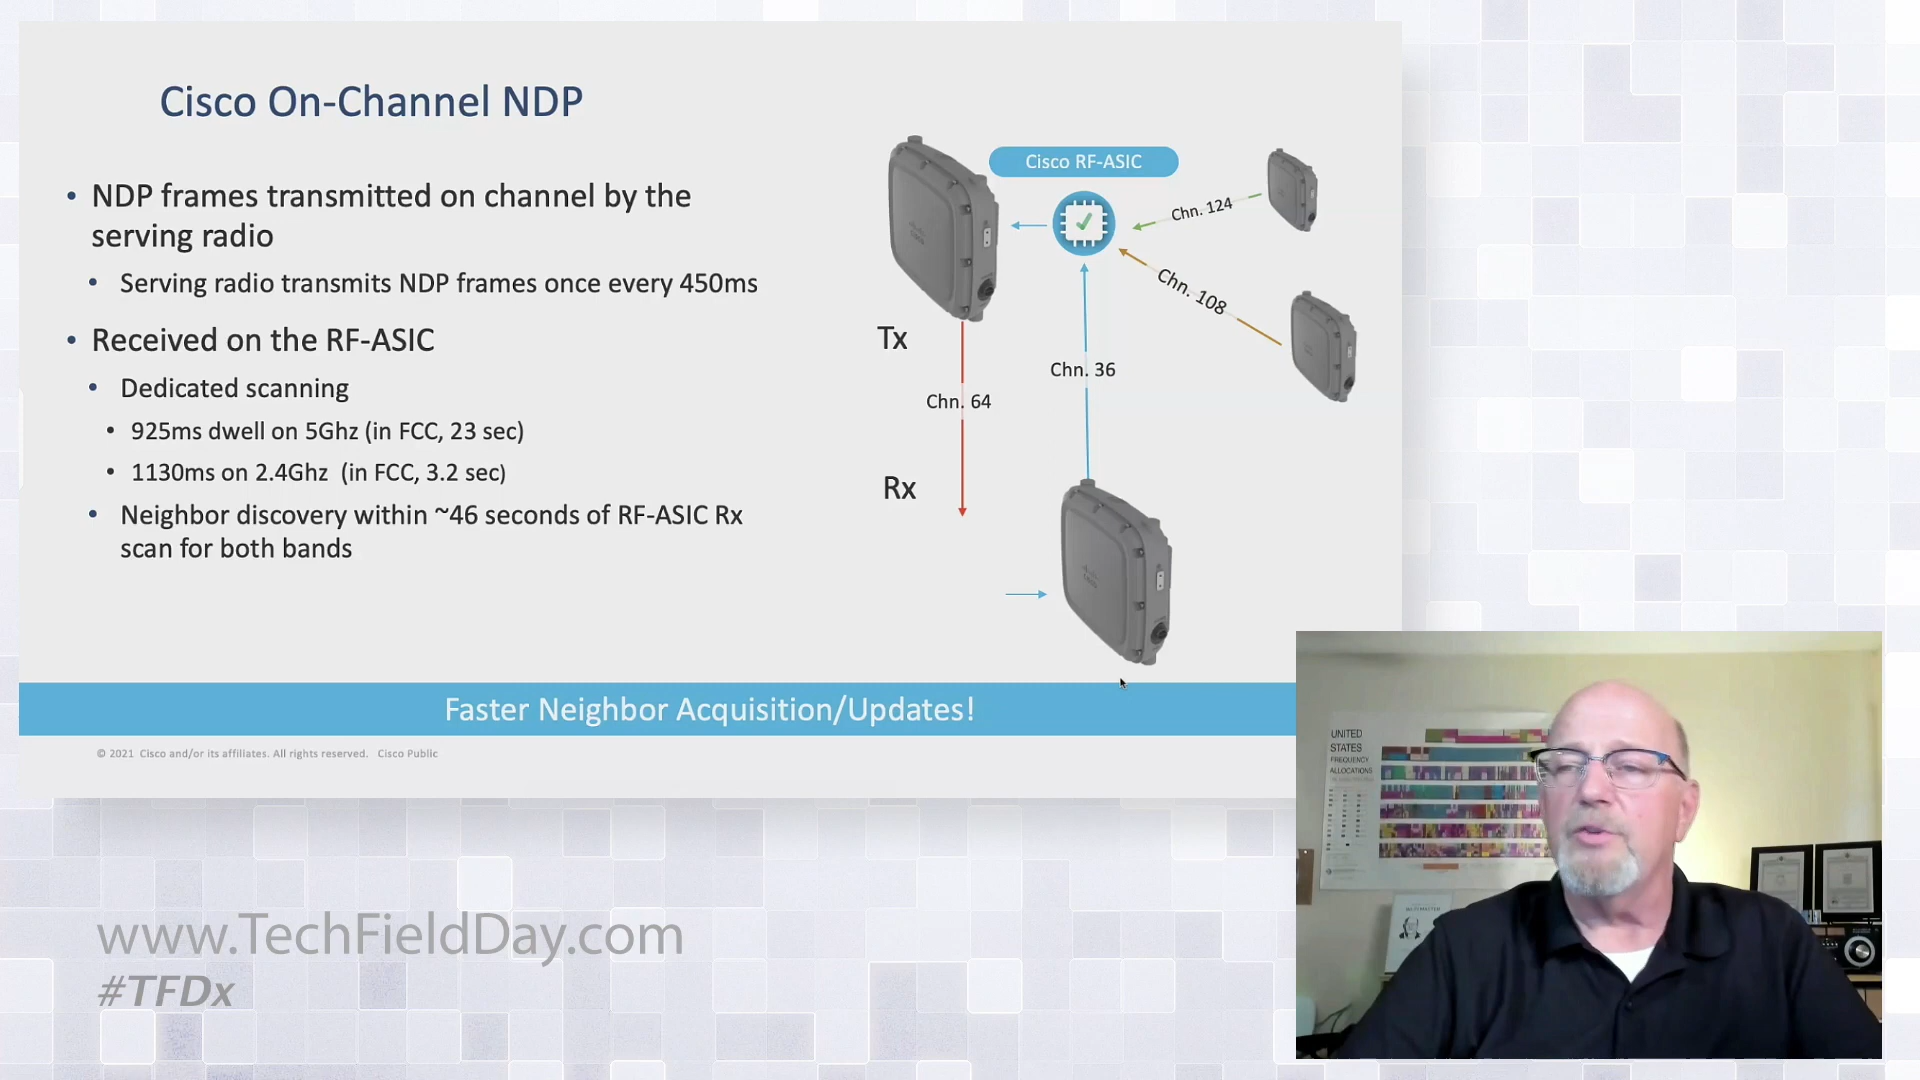 Cisco On-Channel NDP
• NDP frames transmitted on channel by the
serving radio
• Serving radio transmits NDP frames once every 450ms
• Received on the RF-ASIC
• Dedicated scanning
• 925ms dwell on 5Ghz (in FCC, 23 sec)
• 1130ms on 2.4Ghz (in FCC, 3.2 sec)
• Neighbor discovery within ~46 seconds of RF-ASIC Rx
scan for both bands
Cisco RF-ASIC
Chn. 124
Chn. 108
Tx
Chn. 36
Chn. 64
Rx
Faster Neighbor Acquisition/Updates!
© 2021 Cisco and/or its affiliates. All rights reserved. Cisco Public
UNITED
STATES
FREQUENCY
ALLOCATIONS
www.TechFieldDay.com
#TFDx